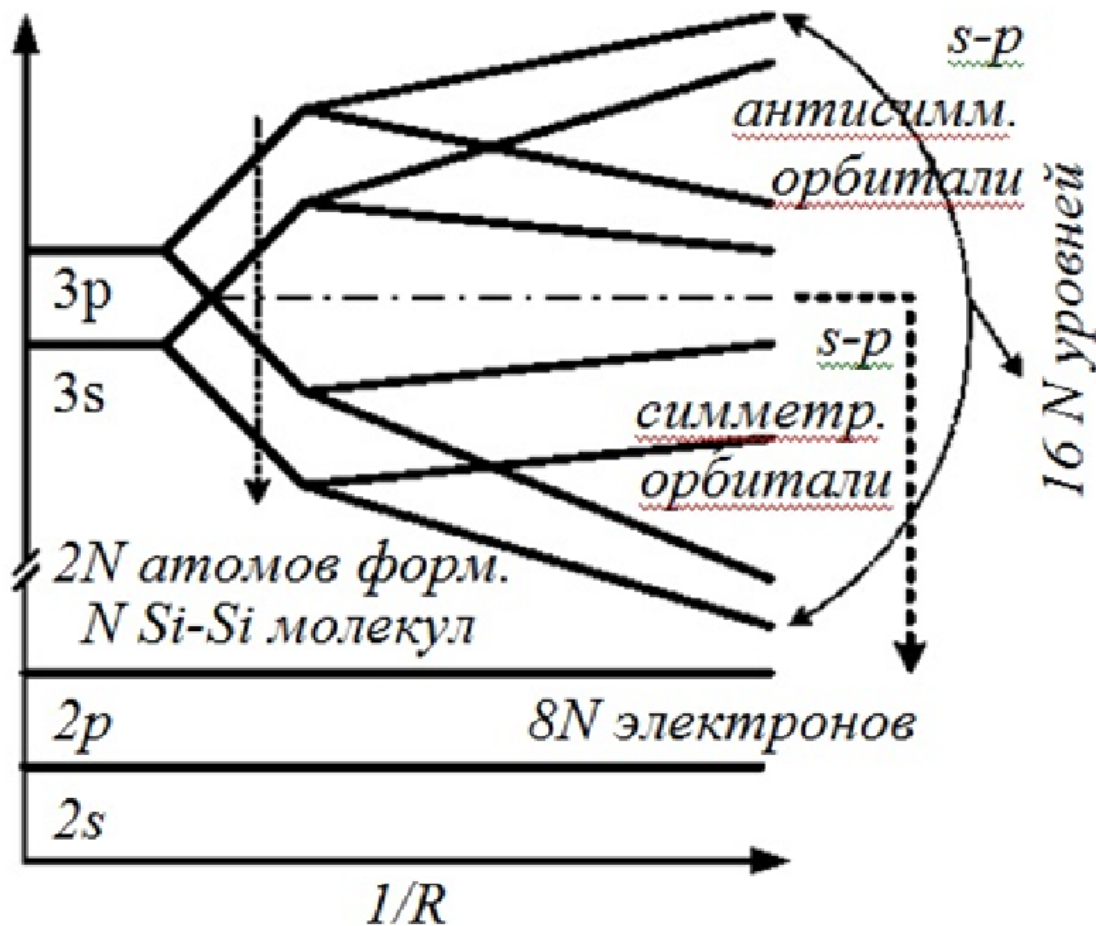 s-p
антисимм.
орбитали
16 N уровней
3p
3s
s-p
симметр.
орбитали
2N атомов форм.
N Si-Si молекул
2p
8N электронов
2s
1/R